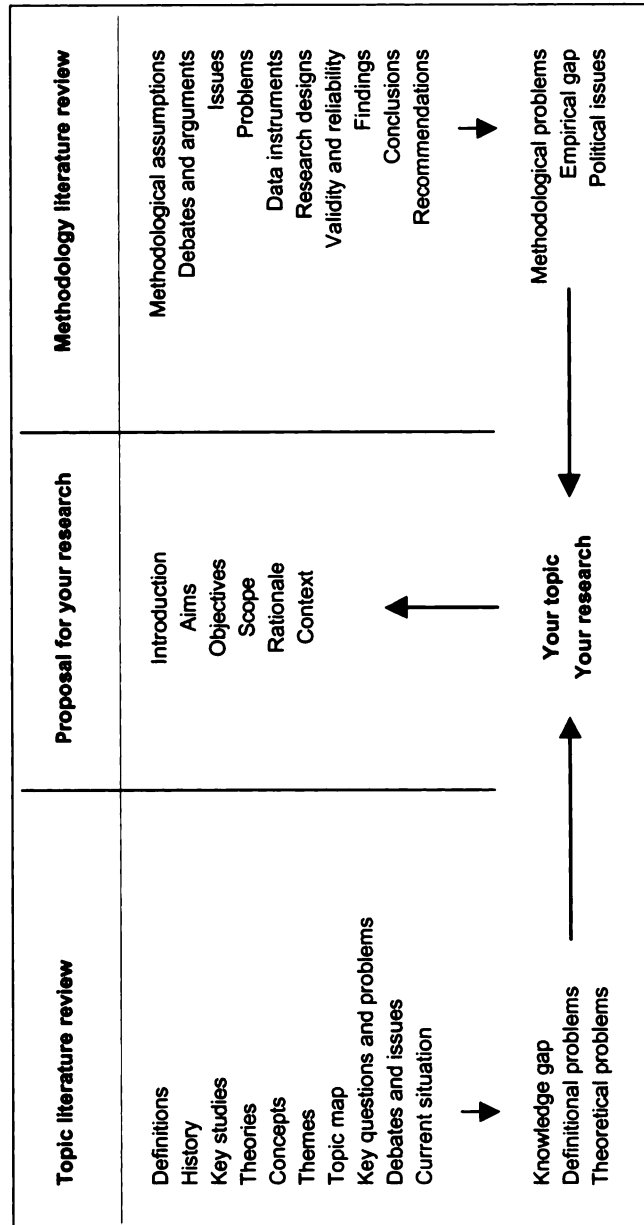 Topic literature review
Definitions
History
Key studies
Theories
Concepts
Themes
Topic map
Key questions and problems
Debates and issues
Current situation
Knowledge gap
Definitional problems
Theoretical problems
Proposal for your research
Introduction
Aims
Objectives
Scope
Rationale
Context
Your topic
Your research
Methodology literature review
Methodological assumptions
Debates and arguments
Issues
Problems
Data instruments
Research designs
Validity and reliability
Findings
Conclusions
Recommendations
Methodological problems
Empirical gap
Political issues